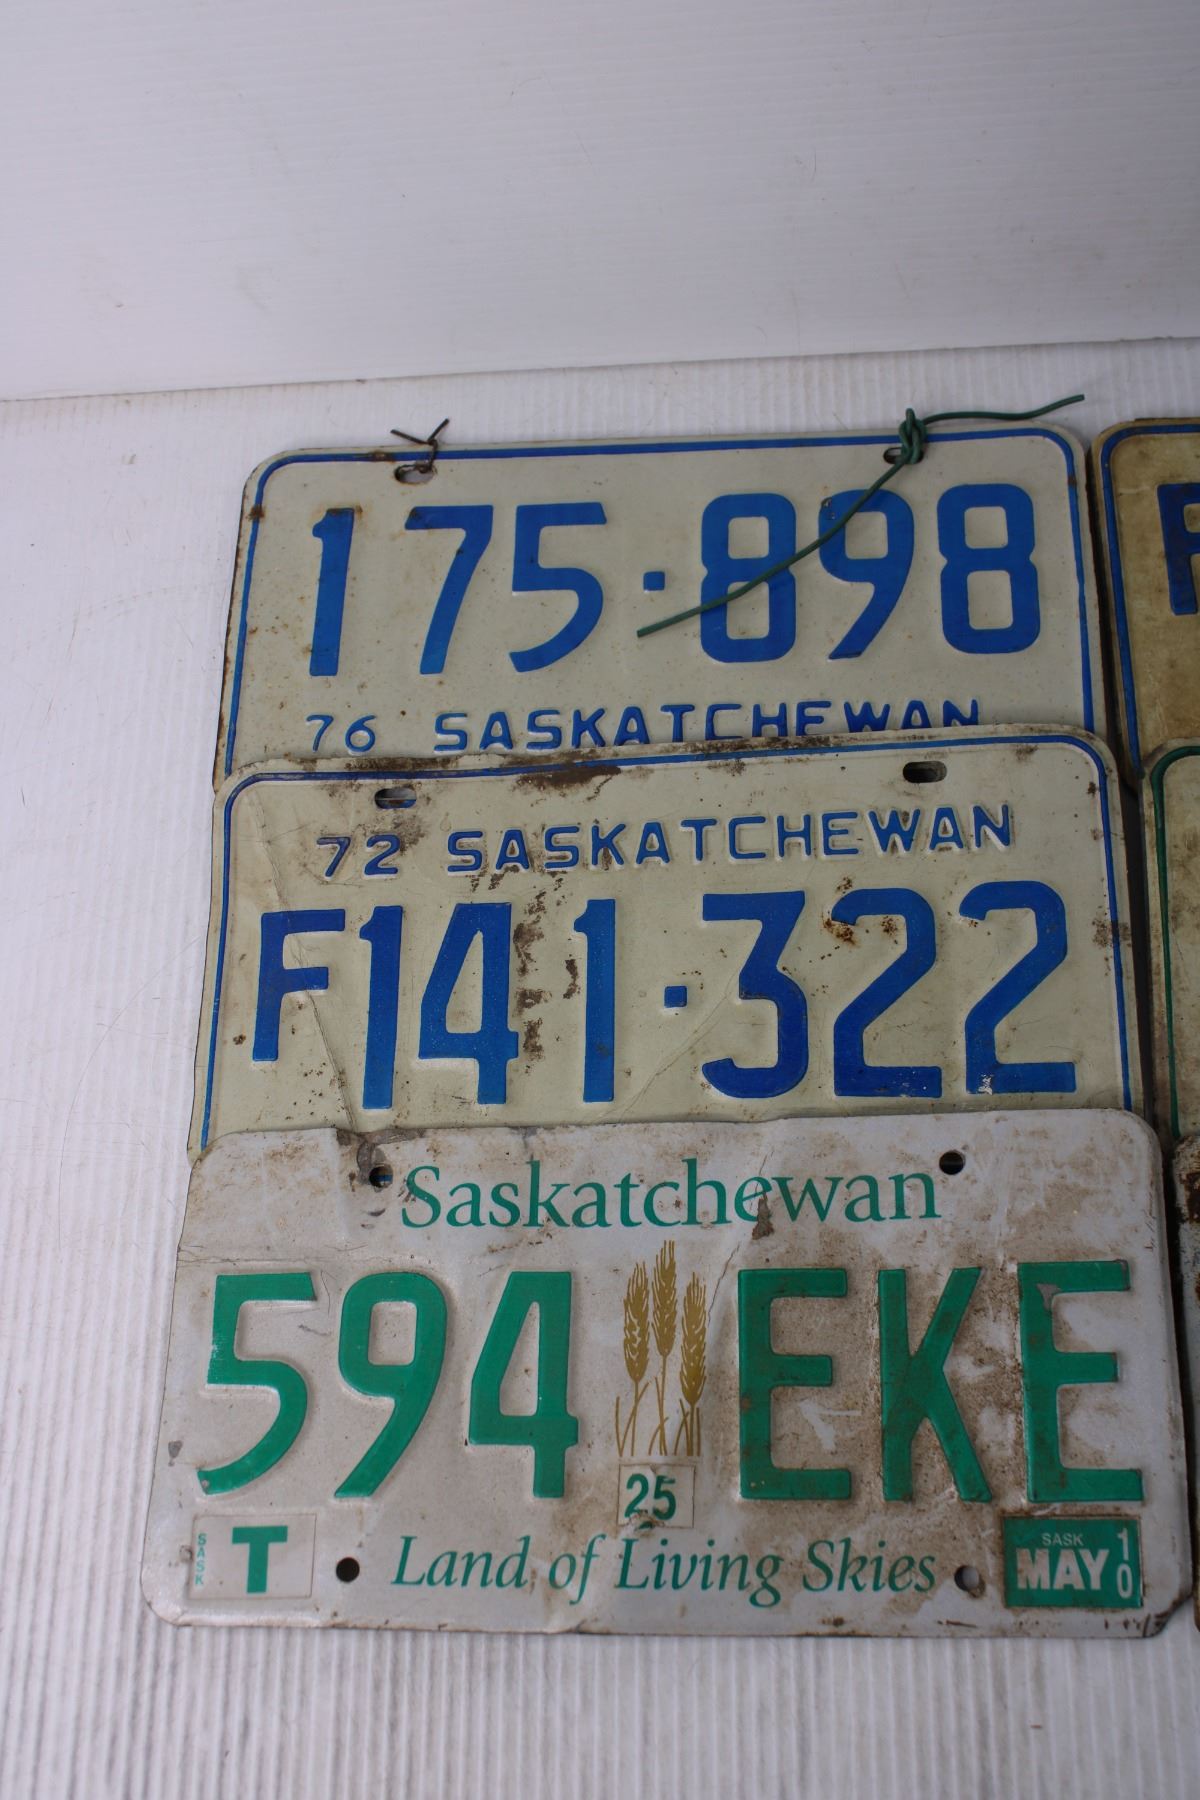 175·898
76 SASKATCHEWAN
72 SASKATCHEWAN
F141·322
Saskatchewan
594 EKE
25
SASK T
Land of Living Skies
SASK MAY 10